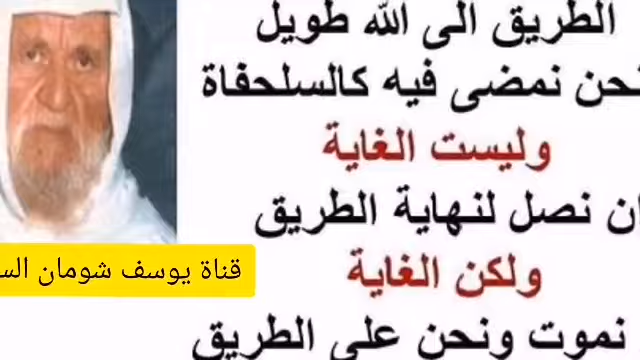 الطريق الى الله طويل
نحن نمضى فيه كالسلحفاة
وليست الغاية
ان نصل لنهاية الطريق
ولكن الغاية
نموت ونحن على الطريق
قناة يوسف شومان